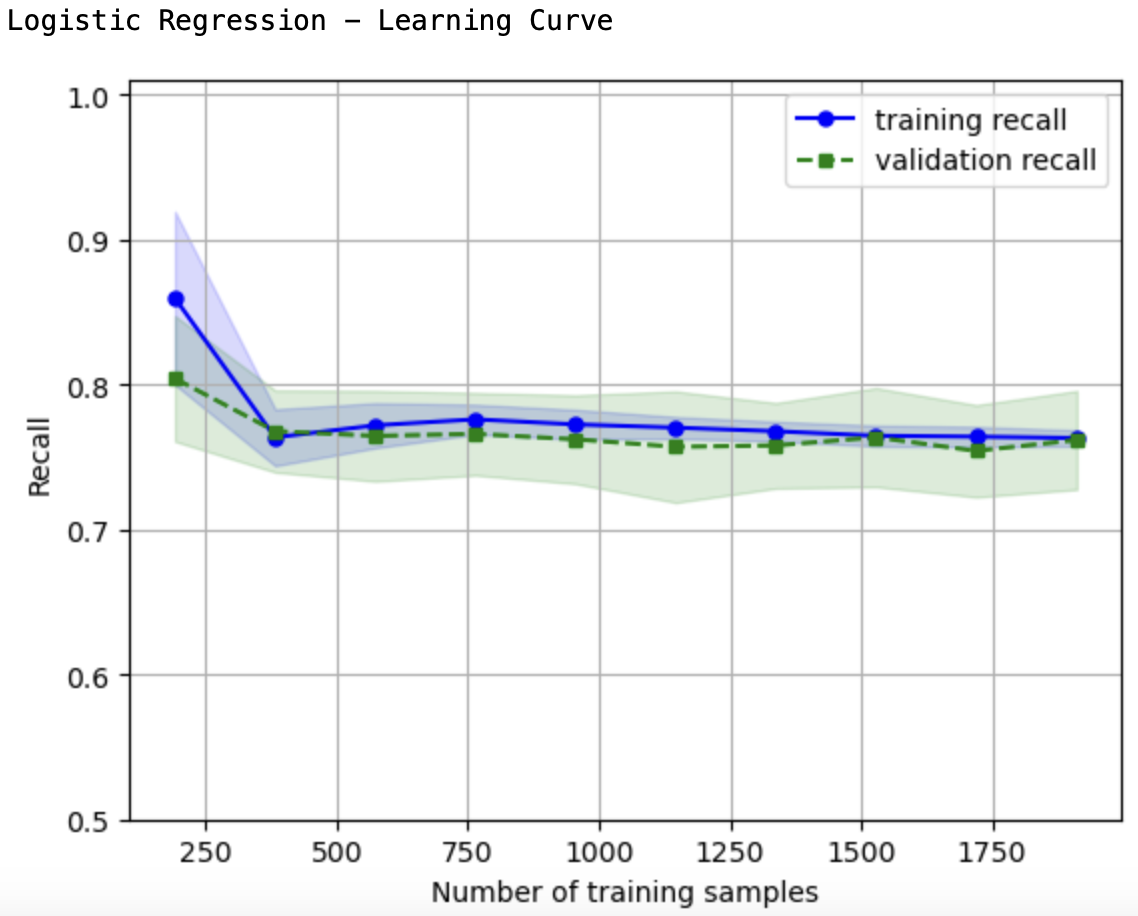 Logistic Regression – Learning Curve
1.0
0.9
0.8
0.7
0.6
0.5
Recall
training recall
validation recall
250 500 750 1000 1250 1500 1750
Number of training samples